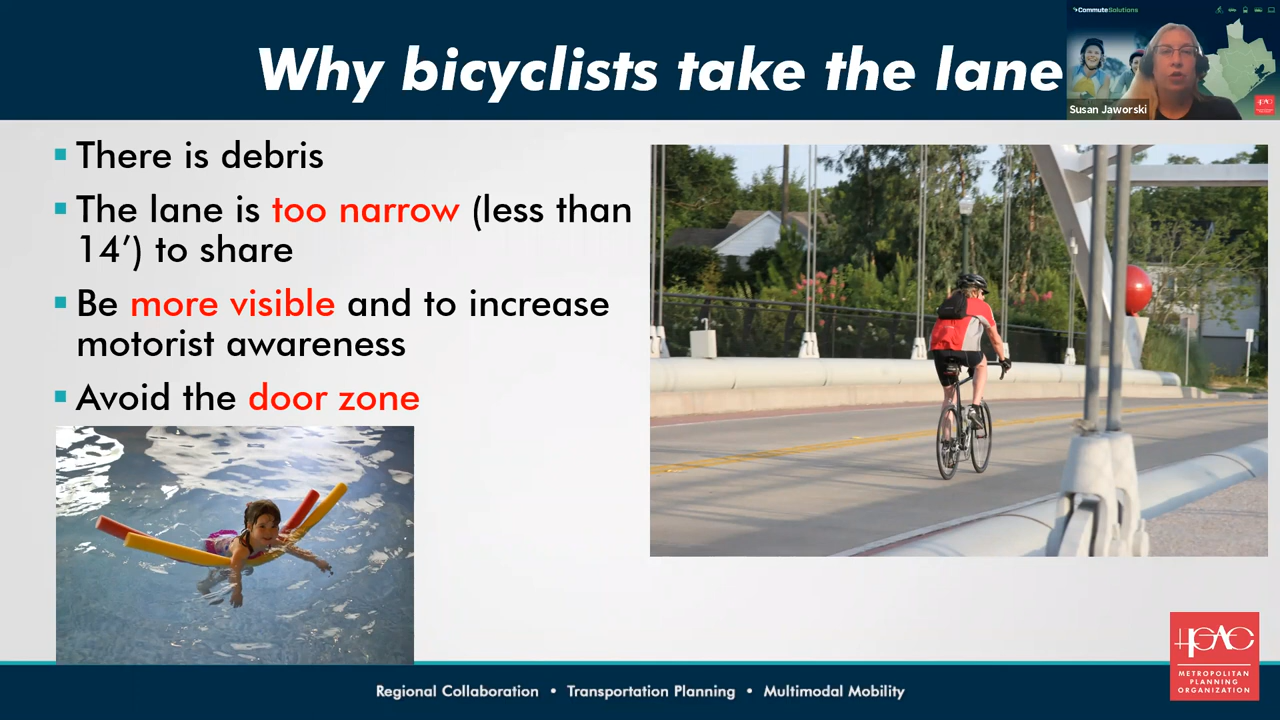 Why bicyclists take the lane
CommuteSolutions
Susan Jaworski
There is debris
The lane is too narrow (less than
14’) to share
Be more visible and to increase
motorist awareness
Avoid the door zone
HGAC
METROPOLITAN
PLANNING
ORGANIZATION
Regional Collaboration • Transportation Planning • Multimodal Mobility